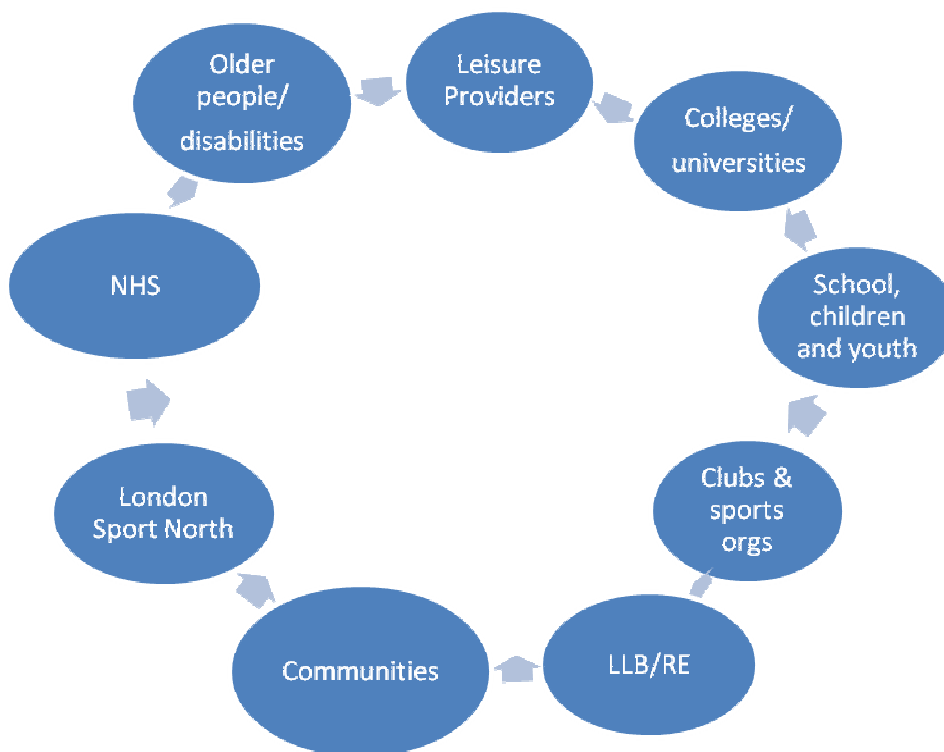 Older
people/
disabilities
Leisure
Providers
Colleges/
universities
School,
children
and youth
Clubs &
sports
orgs
LLB/RE
Communities
London
Sport North
NHS